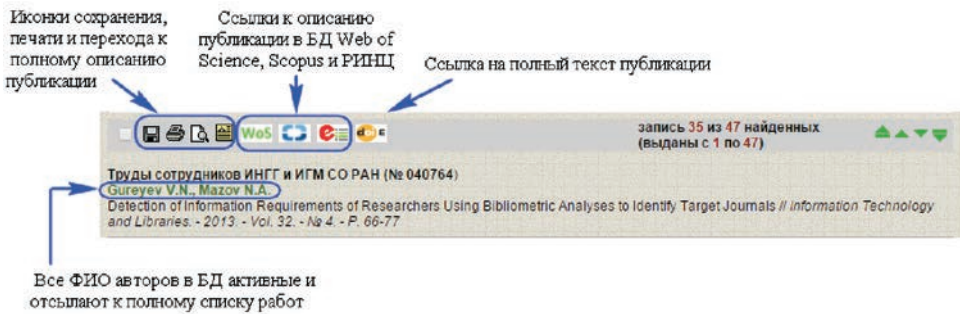 Иконки сохранения,
печати и перехода к
полному описанию
публикации
Ссылки к описанию
публикации в БД Web of
Science, Scopus и РИНЦ
Ссылка на полный текст публикации
WoS
запись 35 из 47 найденных
(выданы с 1 по 47)
Труды сотрудников ИНГГ и ИГМ СО РАН (№ 040764)
Gureyev V.N., Mazov N.A.
Detection of Information Requirements of Researchers Using Bibliometric Analyses to Identify Target Journals // Information Technology
and Libraries. - 2013. - Vol. 32. - № 4. - P. 66-77
Все ФИО авторов в БД активные и
отсылают к полному списку работ